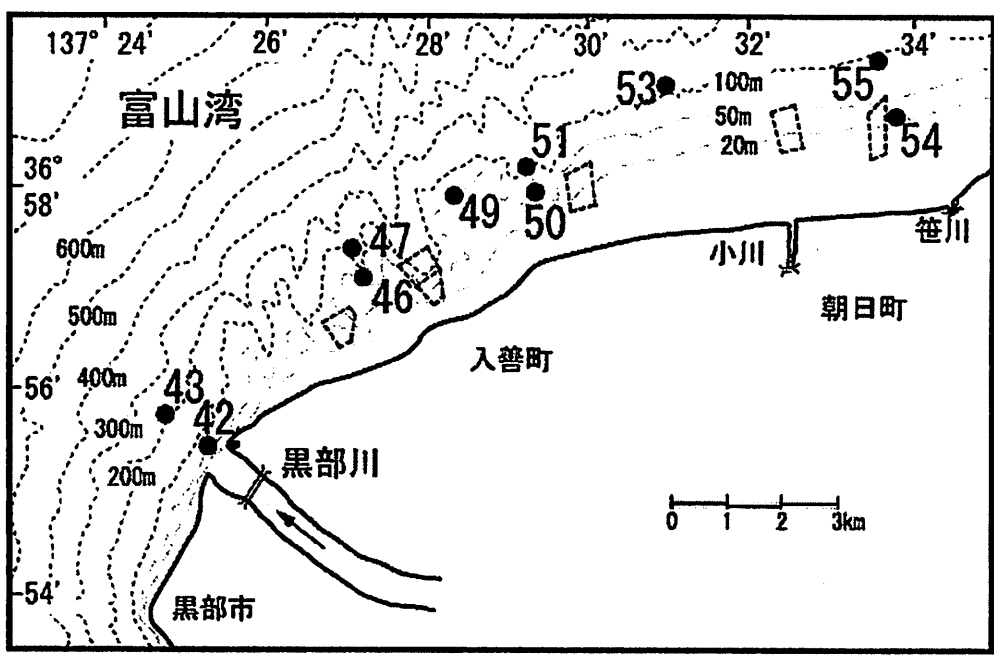 137° 24' 26' 28' 30' 32' 34'
富山湾
53
100m
55
50m
20m
54
51
36°
58'
49
50
笹川
小川
600m
47
46
朝日町
500m
入善町
56'
400m
43
42
300m
黒部川
200m
0 1 2 3km
54'
黒部市